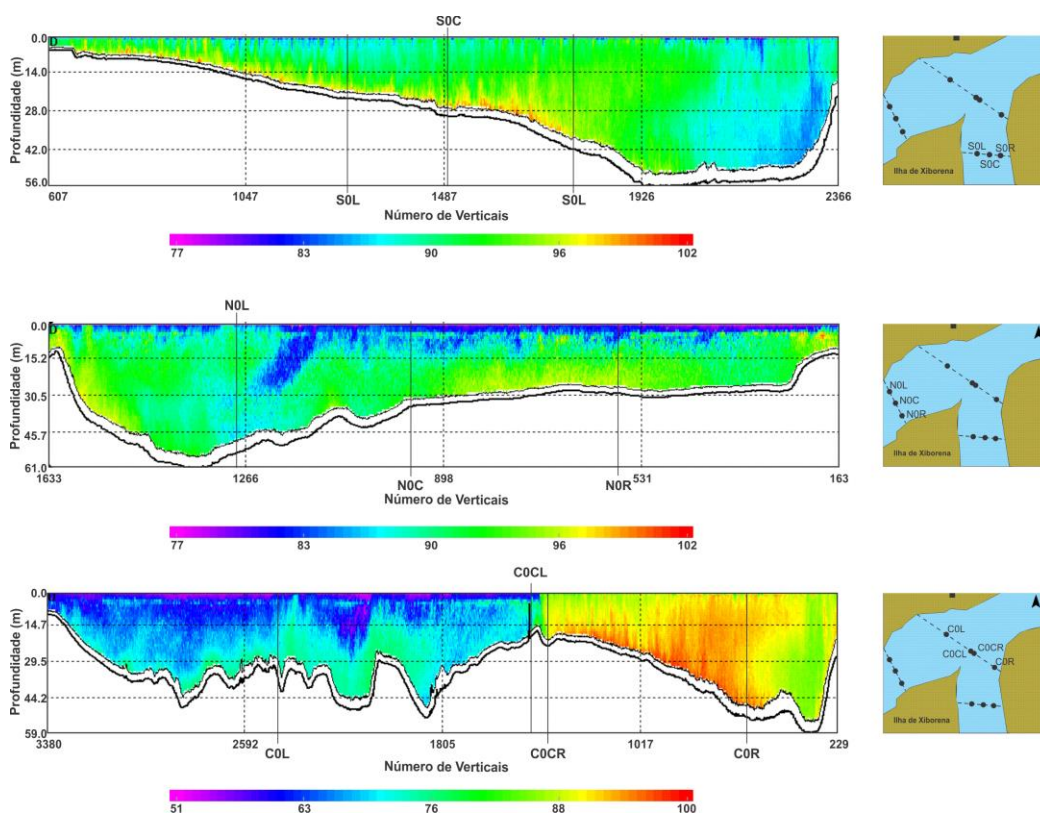 S0C
Profundidade (m)
0.0
14.0
28.0
42.0
56.0
D
607 1047 1487 1926 2366
S0L S0L
Número de Verticais
77 83 90 96 102
S0L S0R
S0C
Ilha de Xiborena
N0L
Profundidade (m)
0.0
15.2
30.5
45.7
61.0
D
1633 1266 898 531 163
N0C N0R
Número de Verticais
77 83 90 96 102
N0L
N0C
N0R
Ilha de Xiborena
C0CL
Profundidade (m)
0.0
14.7
29.5
44.2
59.0
3380 2592 1805 1017 229
C0L C0CR C0R
Número de Verticais
51 63 76 88 100
C0L
C0CR
C0CL
C0R
Ilha de Xiborena